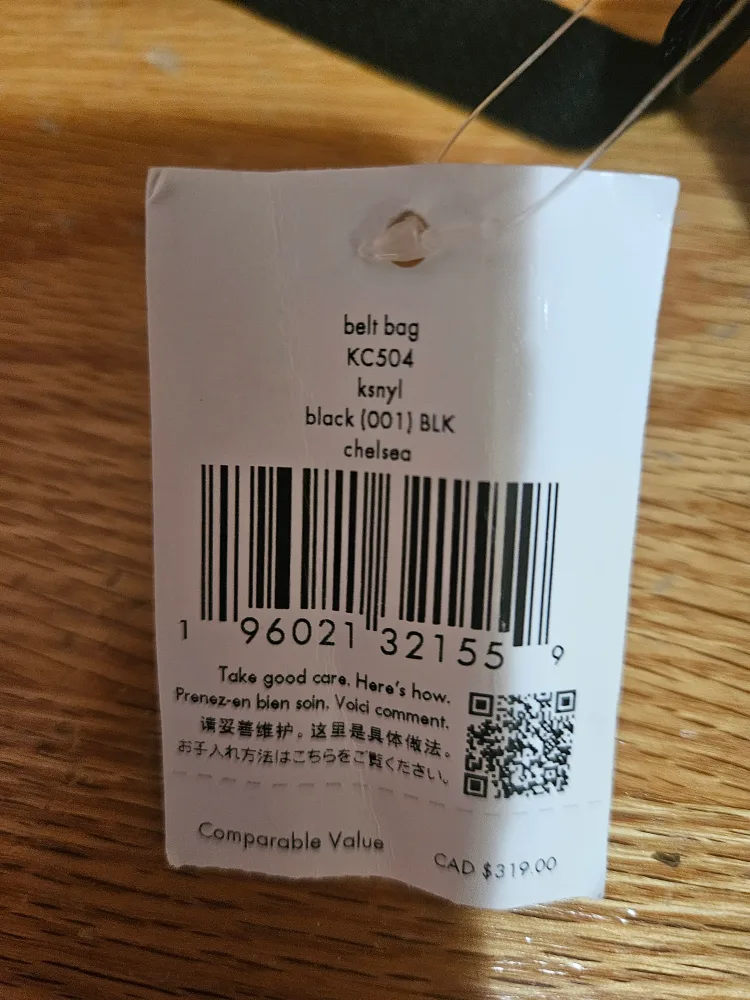 belt bag
KC504
ksnyl
black (001) BLK
chelsea
1 96021 32155 9
Take good care. Here's how.
Prenez-en bien soin. Voici comment.
请妥善维护。这里是具体做法。
お手入れ方法はこちらをご覧ください。
Comparable Value
CAD $319.00